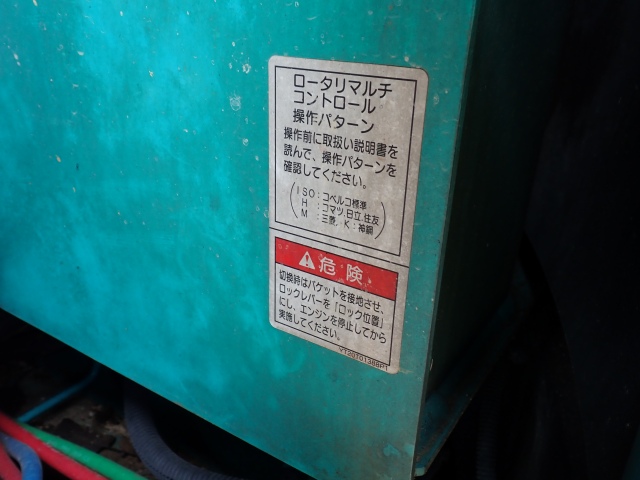 ロータリマルチ
コントロール
操作パターン
操作前に取扱い説明書を
読んで、操作パターンを
確認してください。
ISO:コベルコ標準
H:コマツ,日立,住友
M:三菱, K:神鋼
危険
切換時はバケットを接地させ、
ロックレバーを「ロック位置」
にし、エンジンを停止してから
実施してください。